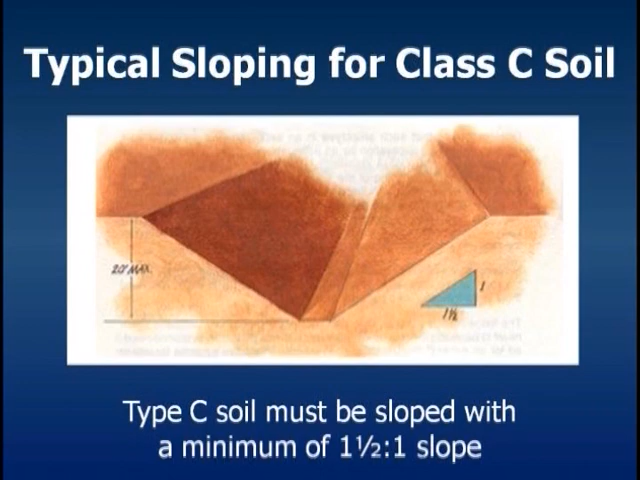 Typical Sloping for Class C Soil
20' MAX.
1
1½
Type C soil must be sloped with
a minimum of 1½:1 slope